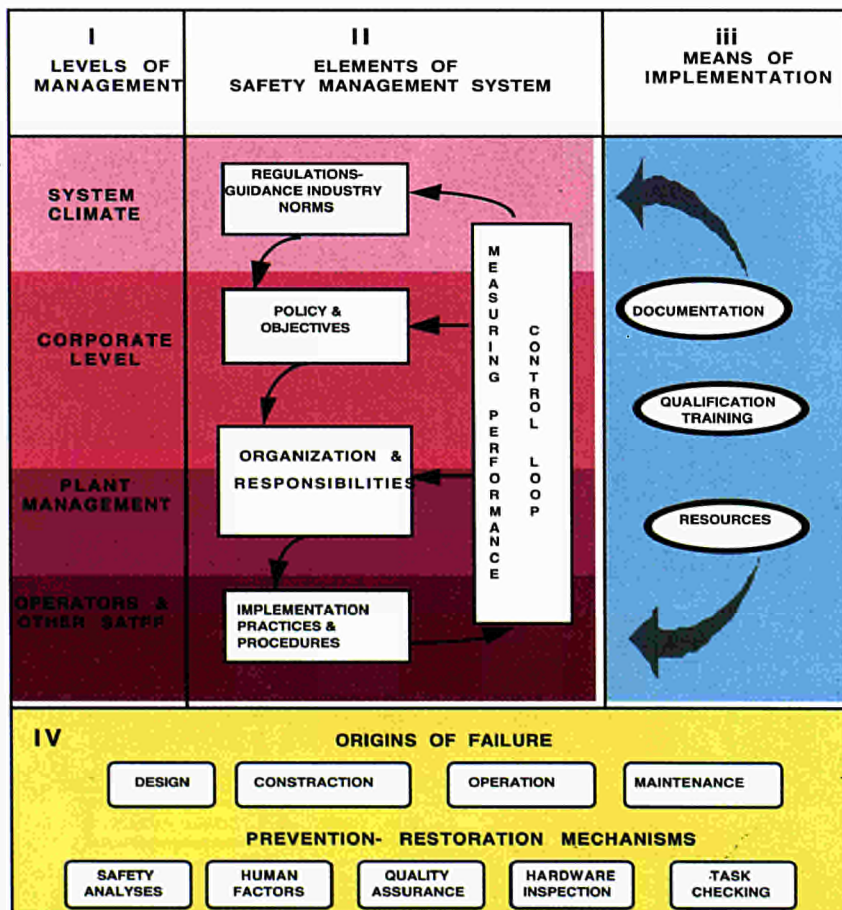 I
LEVELS OF
MANAGEMENT
II
ELEMENTS OF
SAFETY MANAGEMENT SYSTEM
iii
MEANS OF
IMPLEMENTATION
SYSTEM
CLIMATE
CORPORATE
LEVEL
PLANT
MANAGEMENT
OPERATORS &
OTHER SATFF
REGULATIONS-
GUIDANCE INDUSTRY
NORMS
POLICY &
OBJECTIVES
ORGANIZATION &
RESPONSIBILITIES
IMPLEMENTATION
PRACTICES &
PROCEDURES
MEASURING PERFORMANCE
CONTROL LOOP
DOCUMENTATION
QUALIFICATION
TRAINING
RESOURCES
IV
ORIGINS OF FAILURE
DESIGN
CONSTRACTION
OPERATION
MAINTENANCE
PREVENTION- RESTORATION MECHANISMS
SAFETY
ANALYSES
HUMAN
FACTORS
QUALITY
ASSURANCE
HARDWARE
INSPECTION
TASK
CHECKING